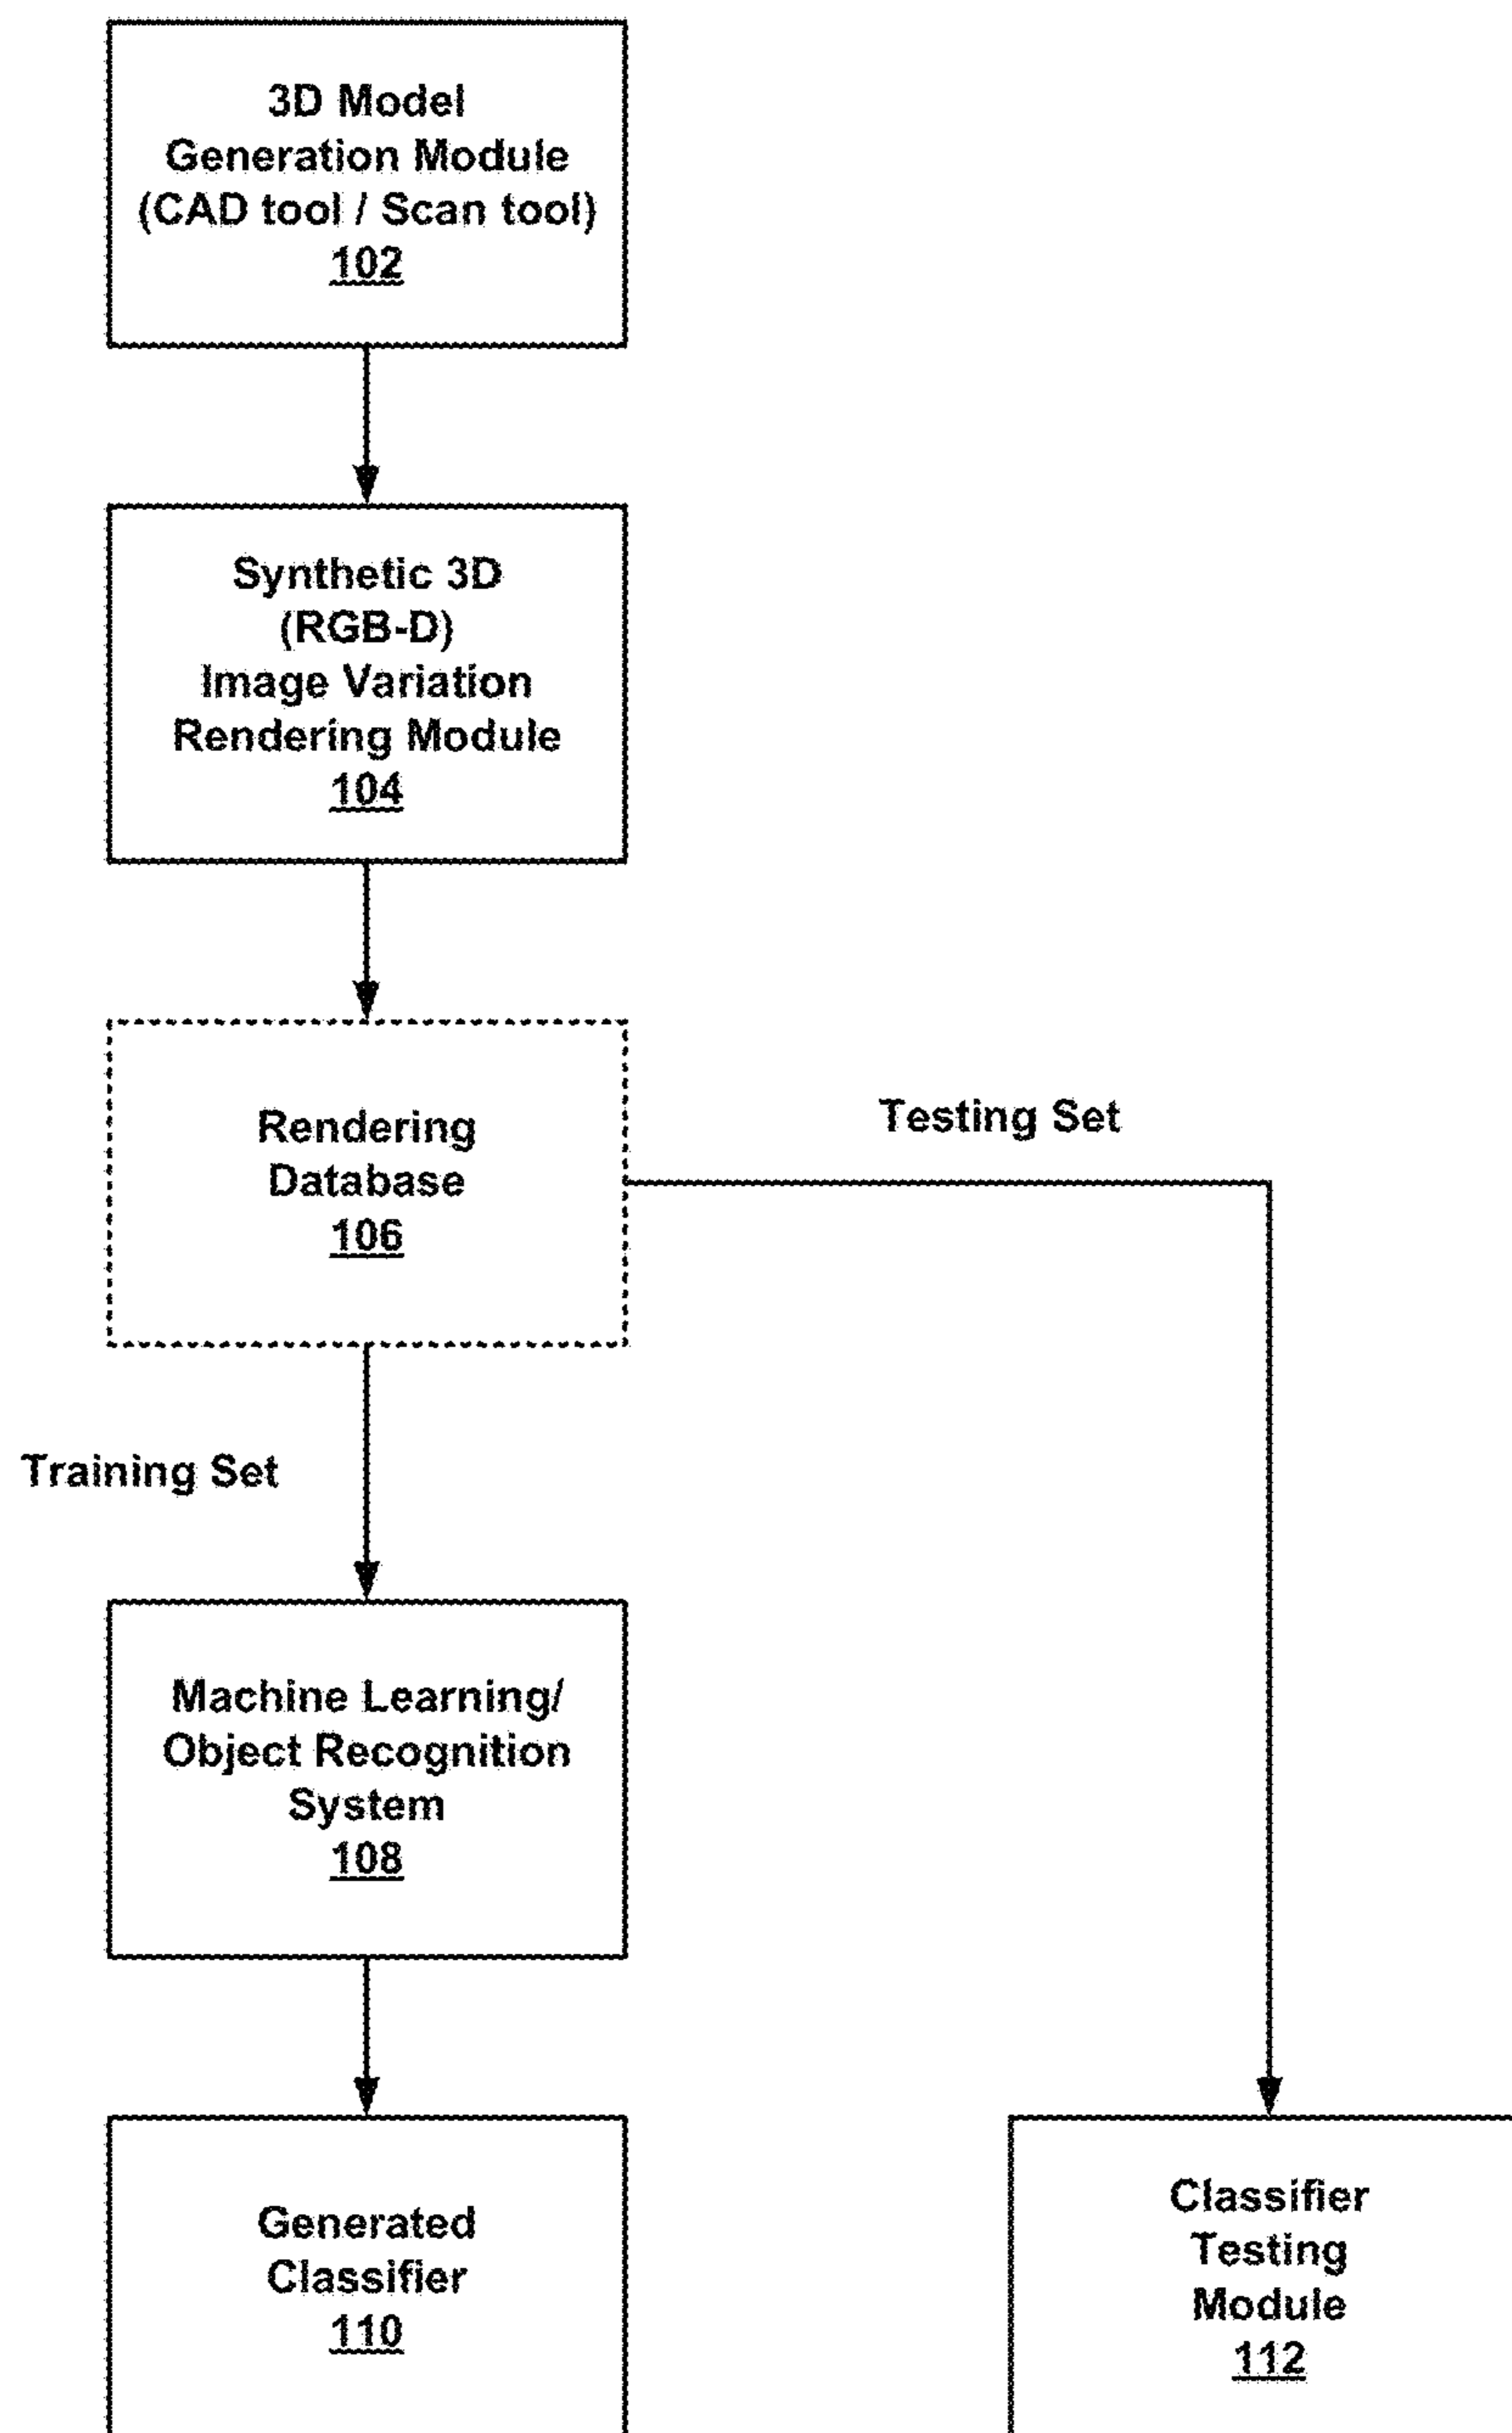 3D Model
Generation Module
(CAD tool / Scan tool)
102
Synthetic 3D
(RGB-D)
Image Variation
Rendering Module
104
Rendering
Database
106
Testing Set
Training Set
Machine Learning/
Object Recognition
System
108
Generated
Classifier
110
Classifier
Testing
Module
112